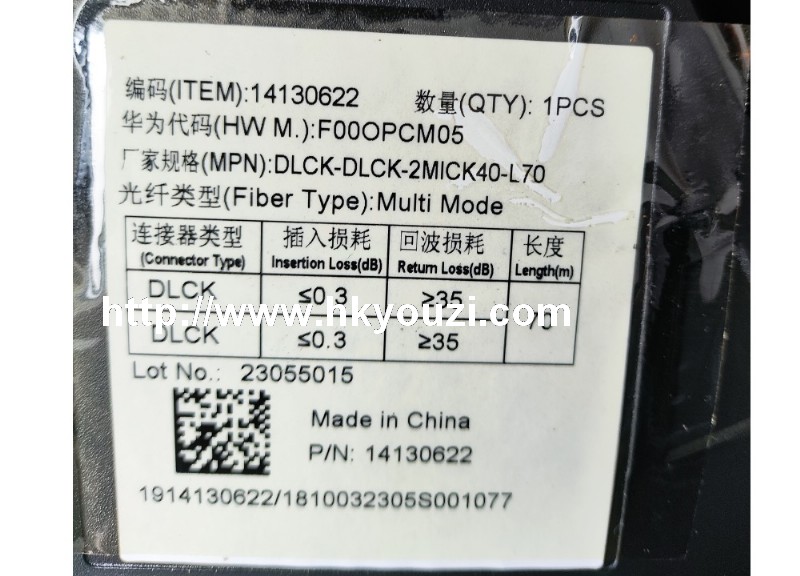 编码(ITEM):14130622 数量(QTY): 1PCS
华为代码(HW M.):F00OPCM05
厂家规格(MPN):DLCK-DLCK-2MICK40-L70
光纤类型(Fiber Type):Multi Mode
连接器类型 插入损耗 回波损耗 长度
(Connector Type) Insertion Loss(dB) Return Loss(dB) Length(m)
DLCK ≤0.3 ≥35
http://www.hkyouzi.com
DLCK ≤0.3 ≥35
Lot No.: 23055015
Made in China
P/N: 14130622
1914130622/1810032305S001077